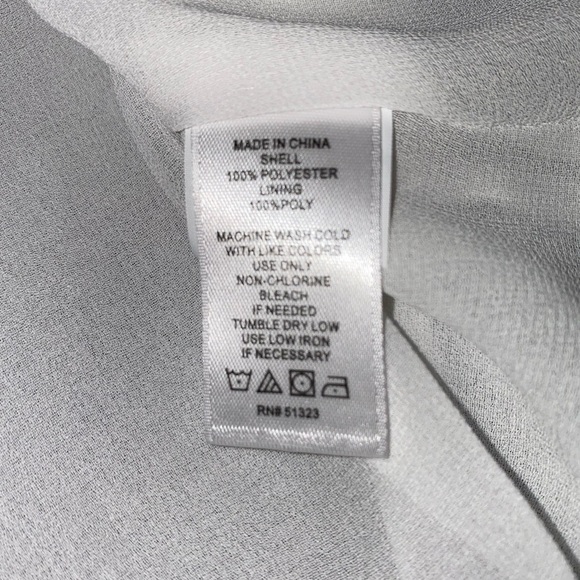 MADE IN CHINA
SHELL
100% POLYESTER
LINING
100%POLY
MACHINE WASH COLD
WITH LIKE COLORS
USE ONLY
NON-CHLORINE
BLEACH
IF NEEDED
TUMBLE DRY LOW
USE LOW IRON
IF NECESSARY
RN# 51323